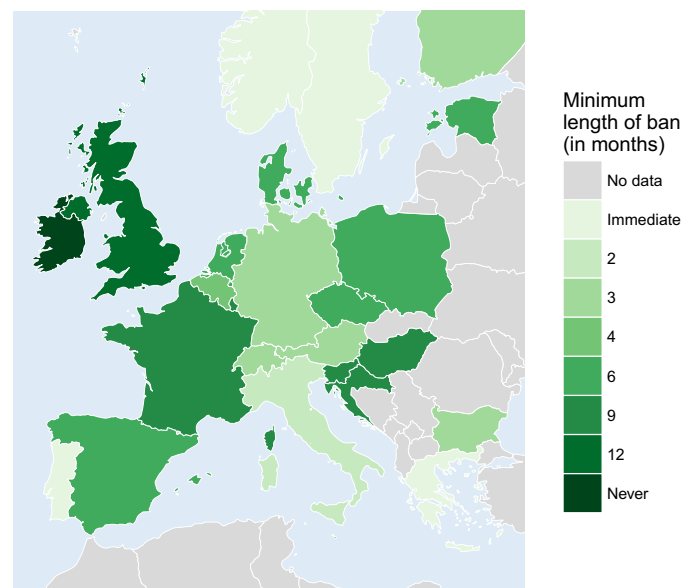 Minimum
length of ban
(in months)
No data
Immediate
2
3
4
6
9
12
Never